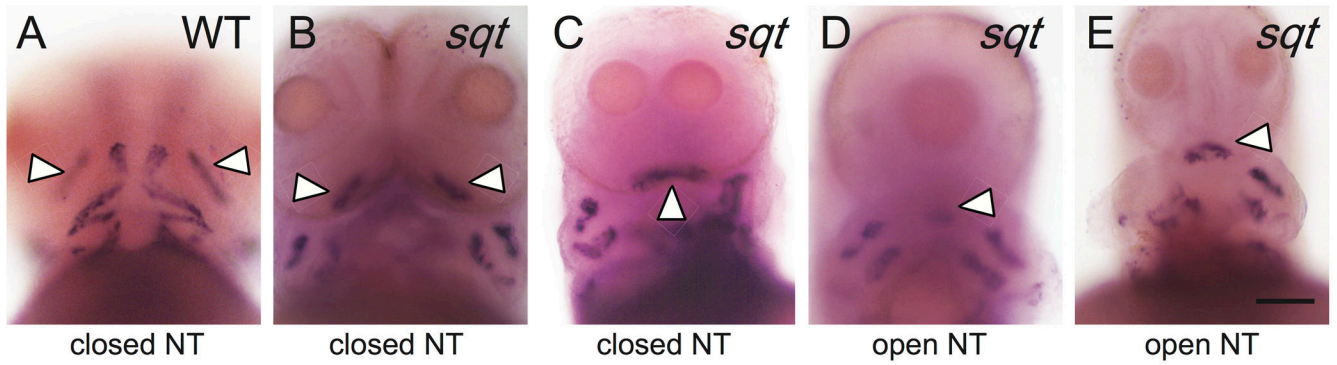 A WT
B sqt
C sqt
D sqt
E sqt
closed NT
closed NT
closed NT
open NT
open NT